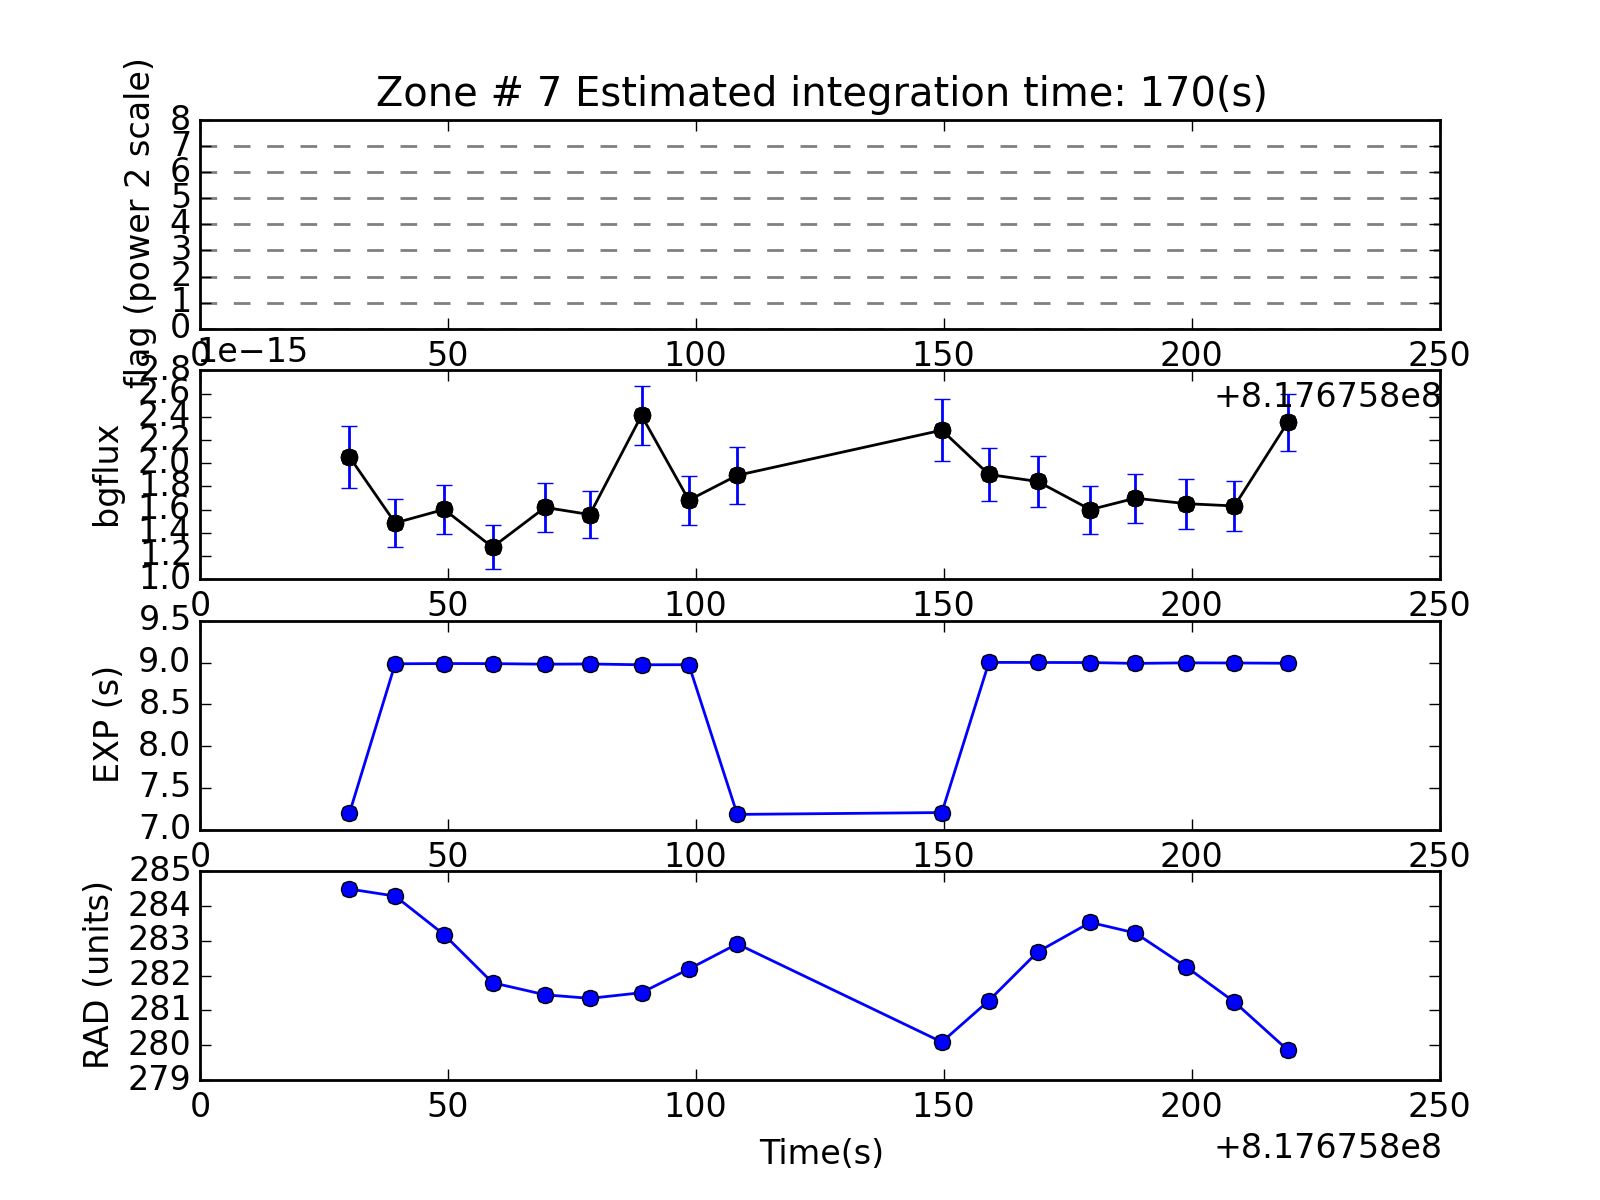 Zone # 7 Estimated integration time: 170(s)
flag (power 2 scale)
8
7
6
5
4
3
2
1
0
0 50 100 150 200 250
1e−15
+8.176758e8
bgflux
2.8
2.6
2.4
2.2
2.0
1.8
1.6
1.4
1.2
1.0
0 50 100 150 200 250
EXP (s)
9.5
9.0
8.5
8.0
7.5
7.0
0 50 100 150 200 250
RAD (units)
285
284
283
282
281
280
279
0 50 100 150 200 250
Time(s)
+8.176758e8